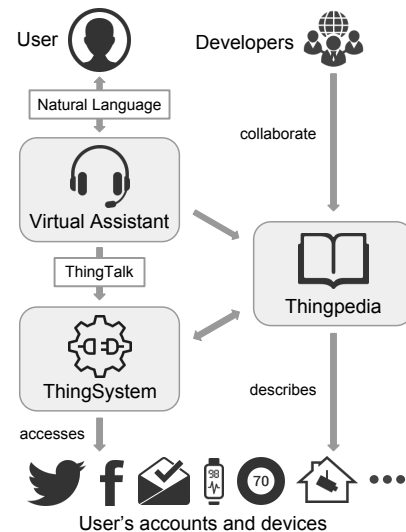 User
Developers
Natural Language
collaborate
Virtual Assistant
ThingTalk
Thingpedia
ThingSystem
describes
accesses
98
70
User's accounts and devices